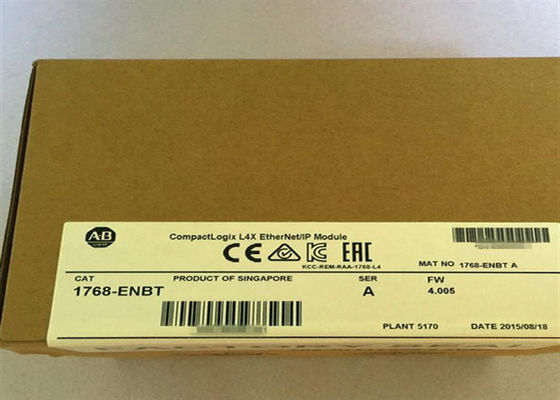 A-B
CompactLogix L4X EtherNet/IP Module
CE EAC
KCC-REM-RAA-1768-L4
MAT NO 1768-ENBT A
CAT PRODUCT OF SINGAPORE SER FW
1768-ENBT A 4.005
PLANT 5170 DATE 2015/08/18